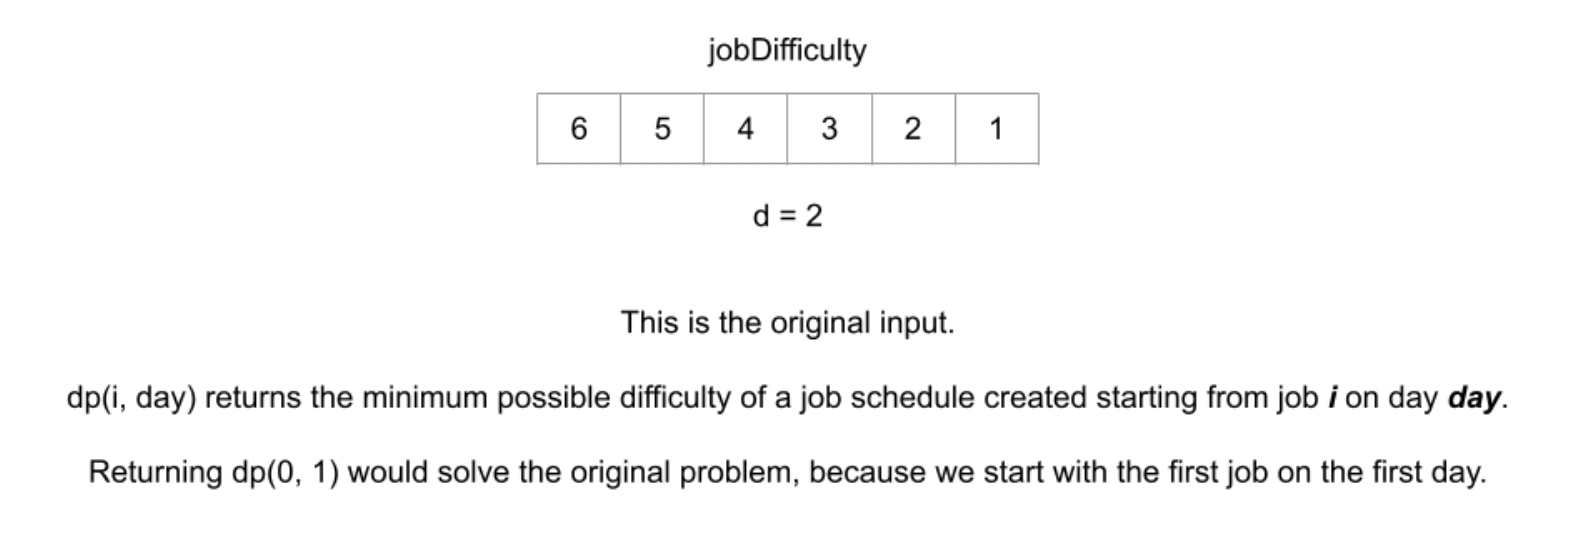 jobDifficulty
6 5 4 3 2 1
d = 2
This is the original input.
dp(i, day) returns the minimum possible difficulty of a job schedule created starting from job i on day day.
Returning dp(0, 1) would solve the original problem, because we start with the first job on the first day.